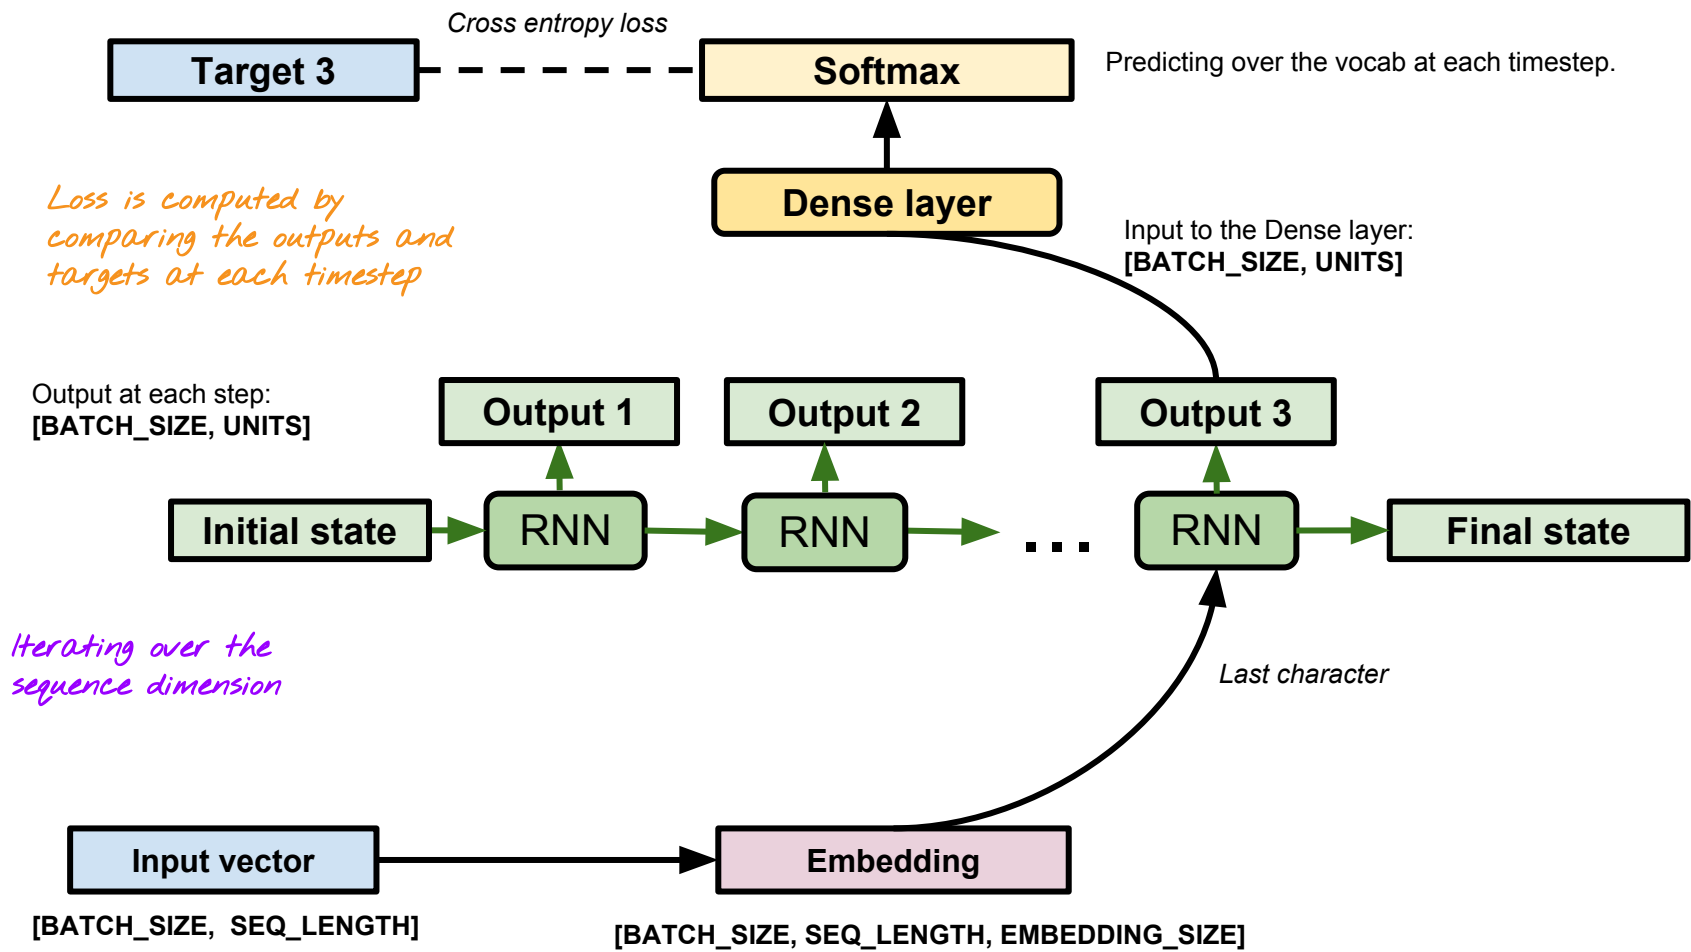 Cross entropy loss
Target 3
Softmax
Predicting over the vocab at each timestep.
Dense layer
Loss is computed by
comparing the outputs and
targets at each timestep
Input to the Dense layer:
[BATCH_SIZE, UNITS]
Output at each step:
[BATCH_SIZE, UNITS]
Output 1
Output 2
Output 3
Initial state
RNN
RNN
...
RNN
Final state
Iterating over the
sequence dimension
Last character
Input vector
Embedding
[BATCH_SIZE, SEQ_LENGTH]
[BATCH_SIZE, SEQ_LENGTH, EMBEDDING_SIZE]